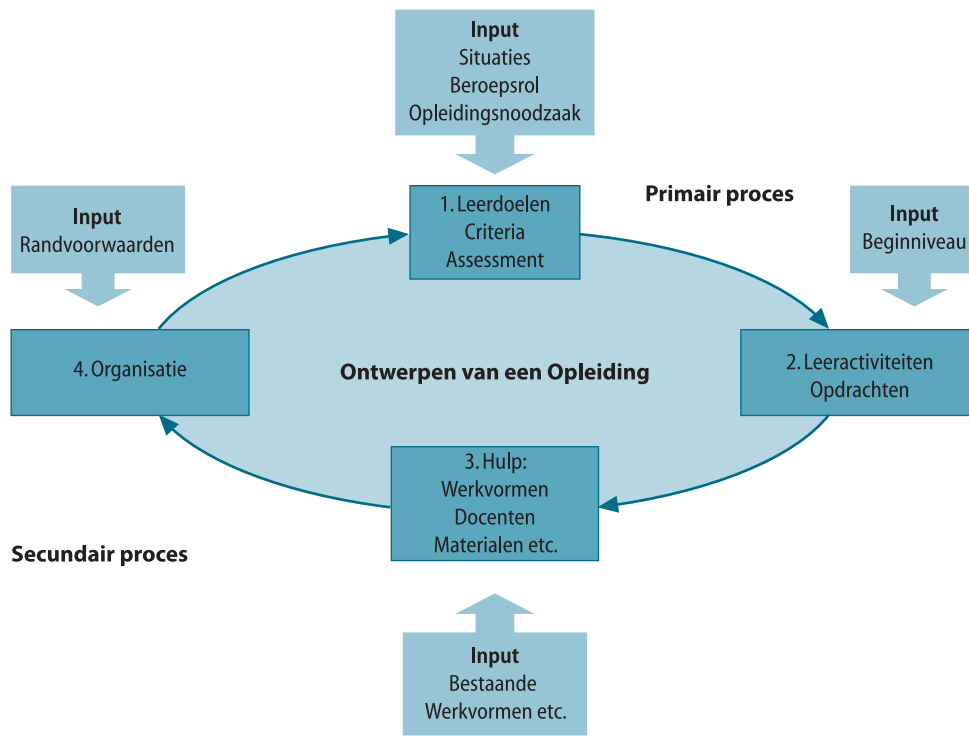 Input
Situaties
Beroepsrol
Opleidingsnoodzaak
Primair proces
Input
Randvoorwaarden
1. Leerdoelen
Criteria
Assessment
Input
Beginniveau
4. Organisatie
Ontwerpen van een Opleiding
2. Leeractiviteiten
Opdrachten
3. Hulp:
Werkvormen
Docenten
Materialen etc.
Secundair proces
Input
Bestaande
Werkvormen etc.